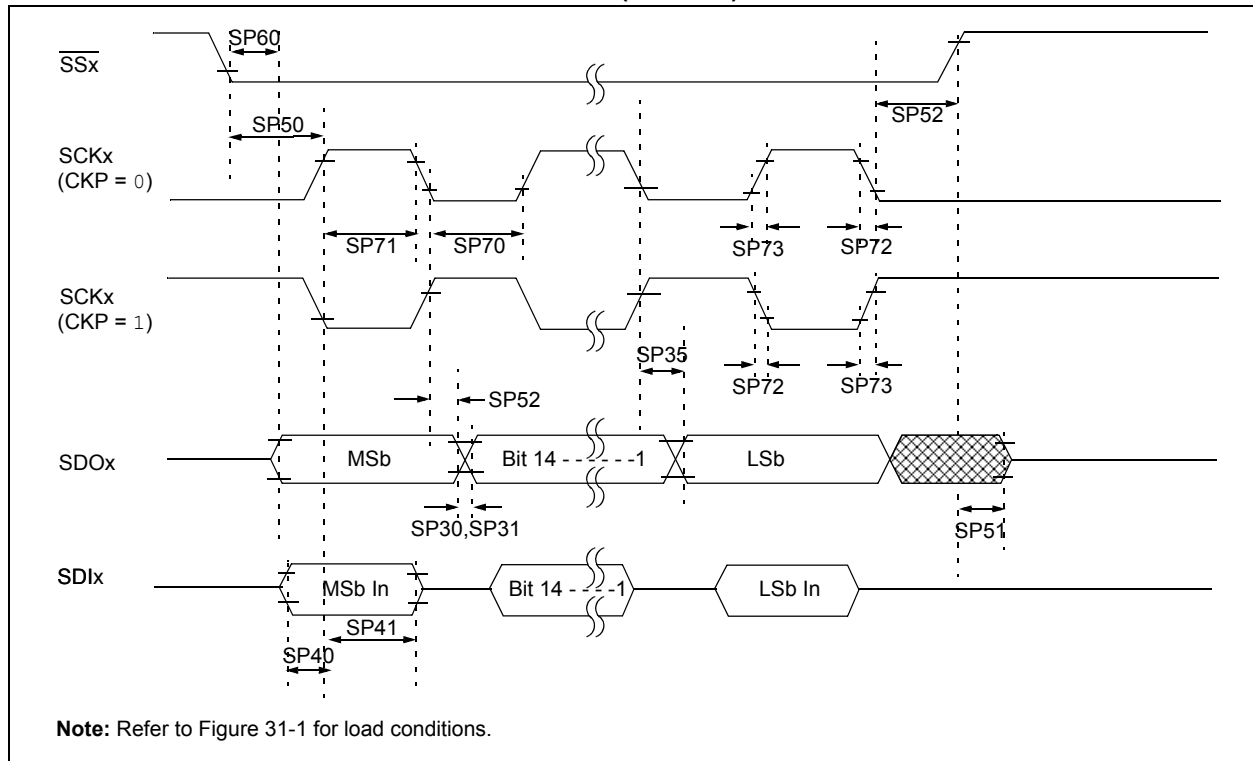 SP60
SSx
SP52
SP50
SCKx
(CKP = 0)
SP71
SP70
SP73
SP72
SCKx
(CKP = 1)
SP35
SP72
SP73
SP52
SDOx
MSb
Bit 14 - - - - - -1
LSb
SP30,SP31
SP51
SDIx
MSb In
Bit 14 - - - -1
LSb In
SP41
SP40
Note: Refer to Figure 31-1 for load conditions.